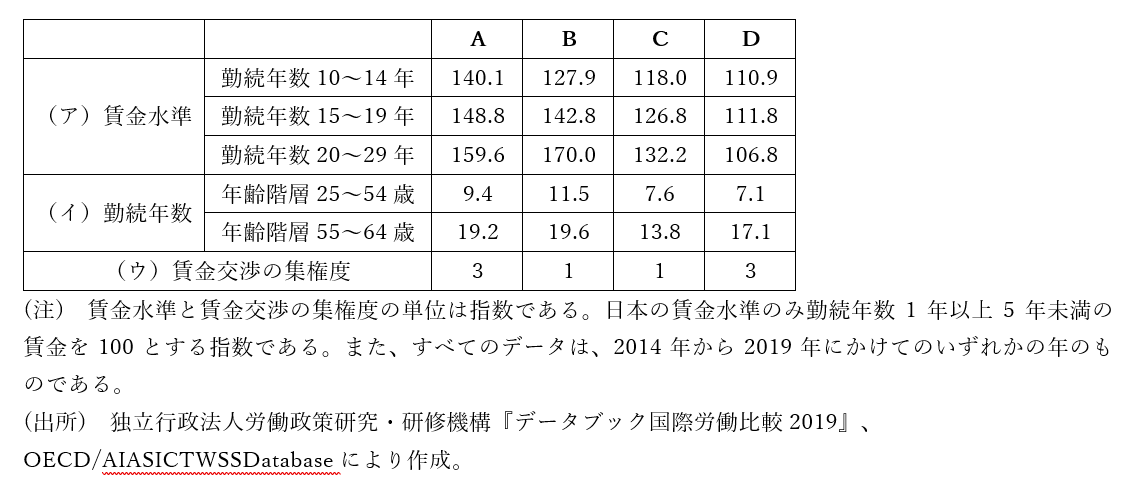 A B C D
(ア)賃金水準
勤続年数 10～14 年 140.1 127.9 118.0 110.9
勤続年数 15～19 年 148.8 142.8 126.8 111.8
勤続年数 20～29 年 159.6 170.0 132.2 106.8
(イ)勤続年数
年齢階層 25～54 歳 9.4 11.5 7.6 7.1
年齢階層 55～64 歳 19.2 19.6 13.8 17.1
(ウ)賃金交渉の集権度 3 1 1 3
(注) 賃金水準と賃金交渉の集権度の単位は指数である。日本の賃金水準のみ勤続年数 1 年以上 5 年未満の
賃金を 100 とする指数である。また、すべてのデータは、2014 年から 2019 年にかけてのいずれかの年のも
のである。
(出所) 独立行政法人労働政策研究・研修機構『データブック国際労働比較 2019』、
OECD/AIASICTWSSDatabase により作成。